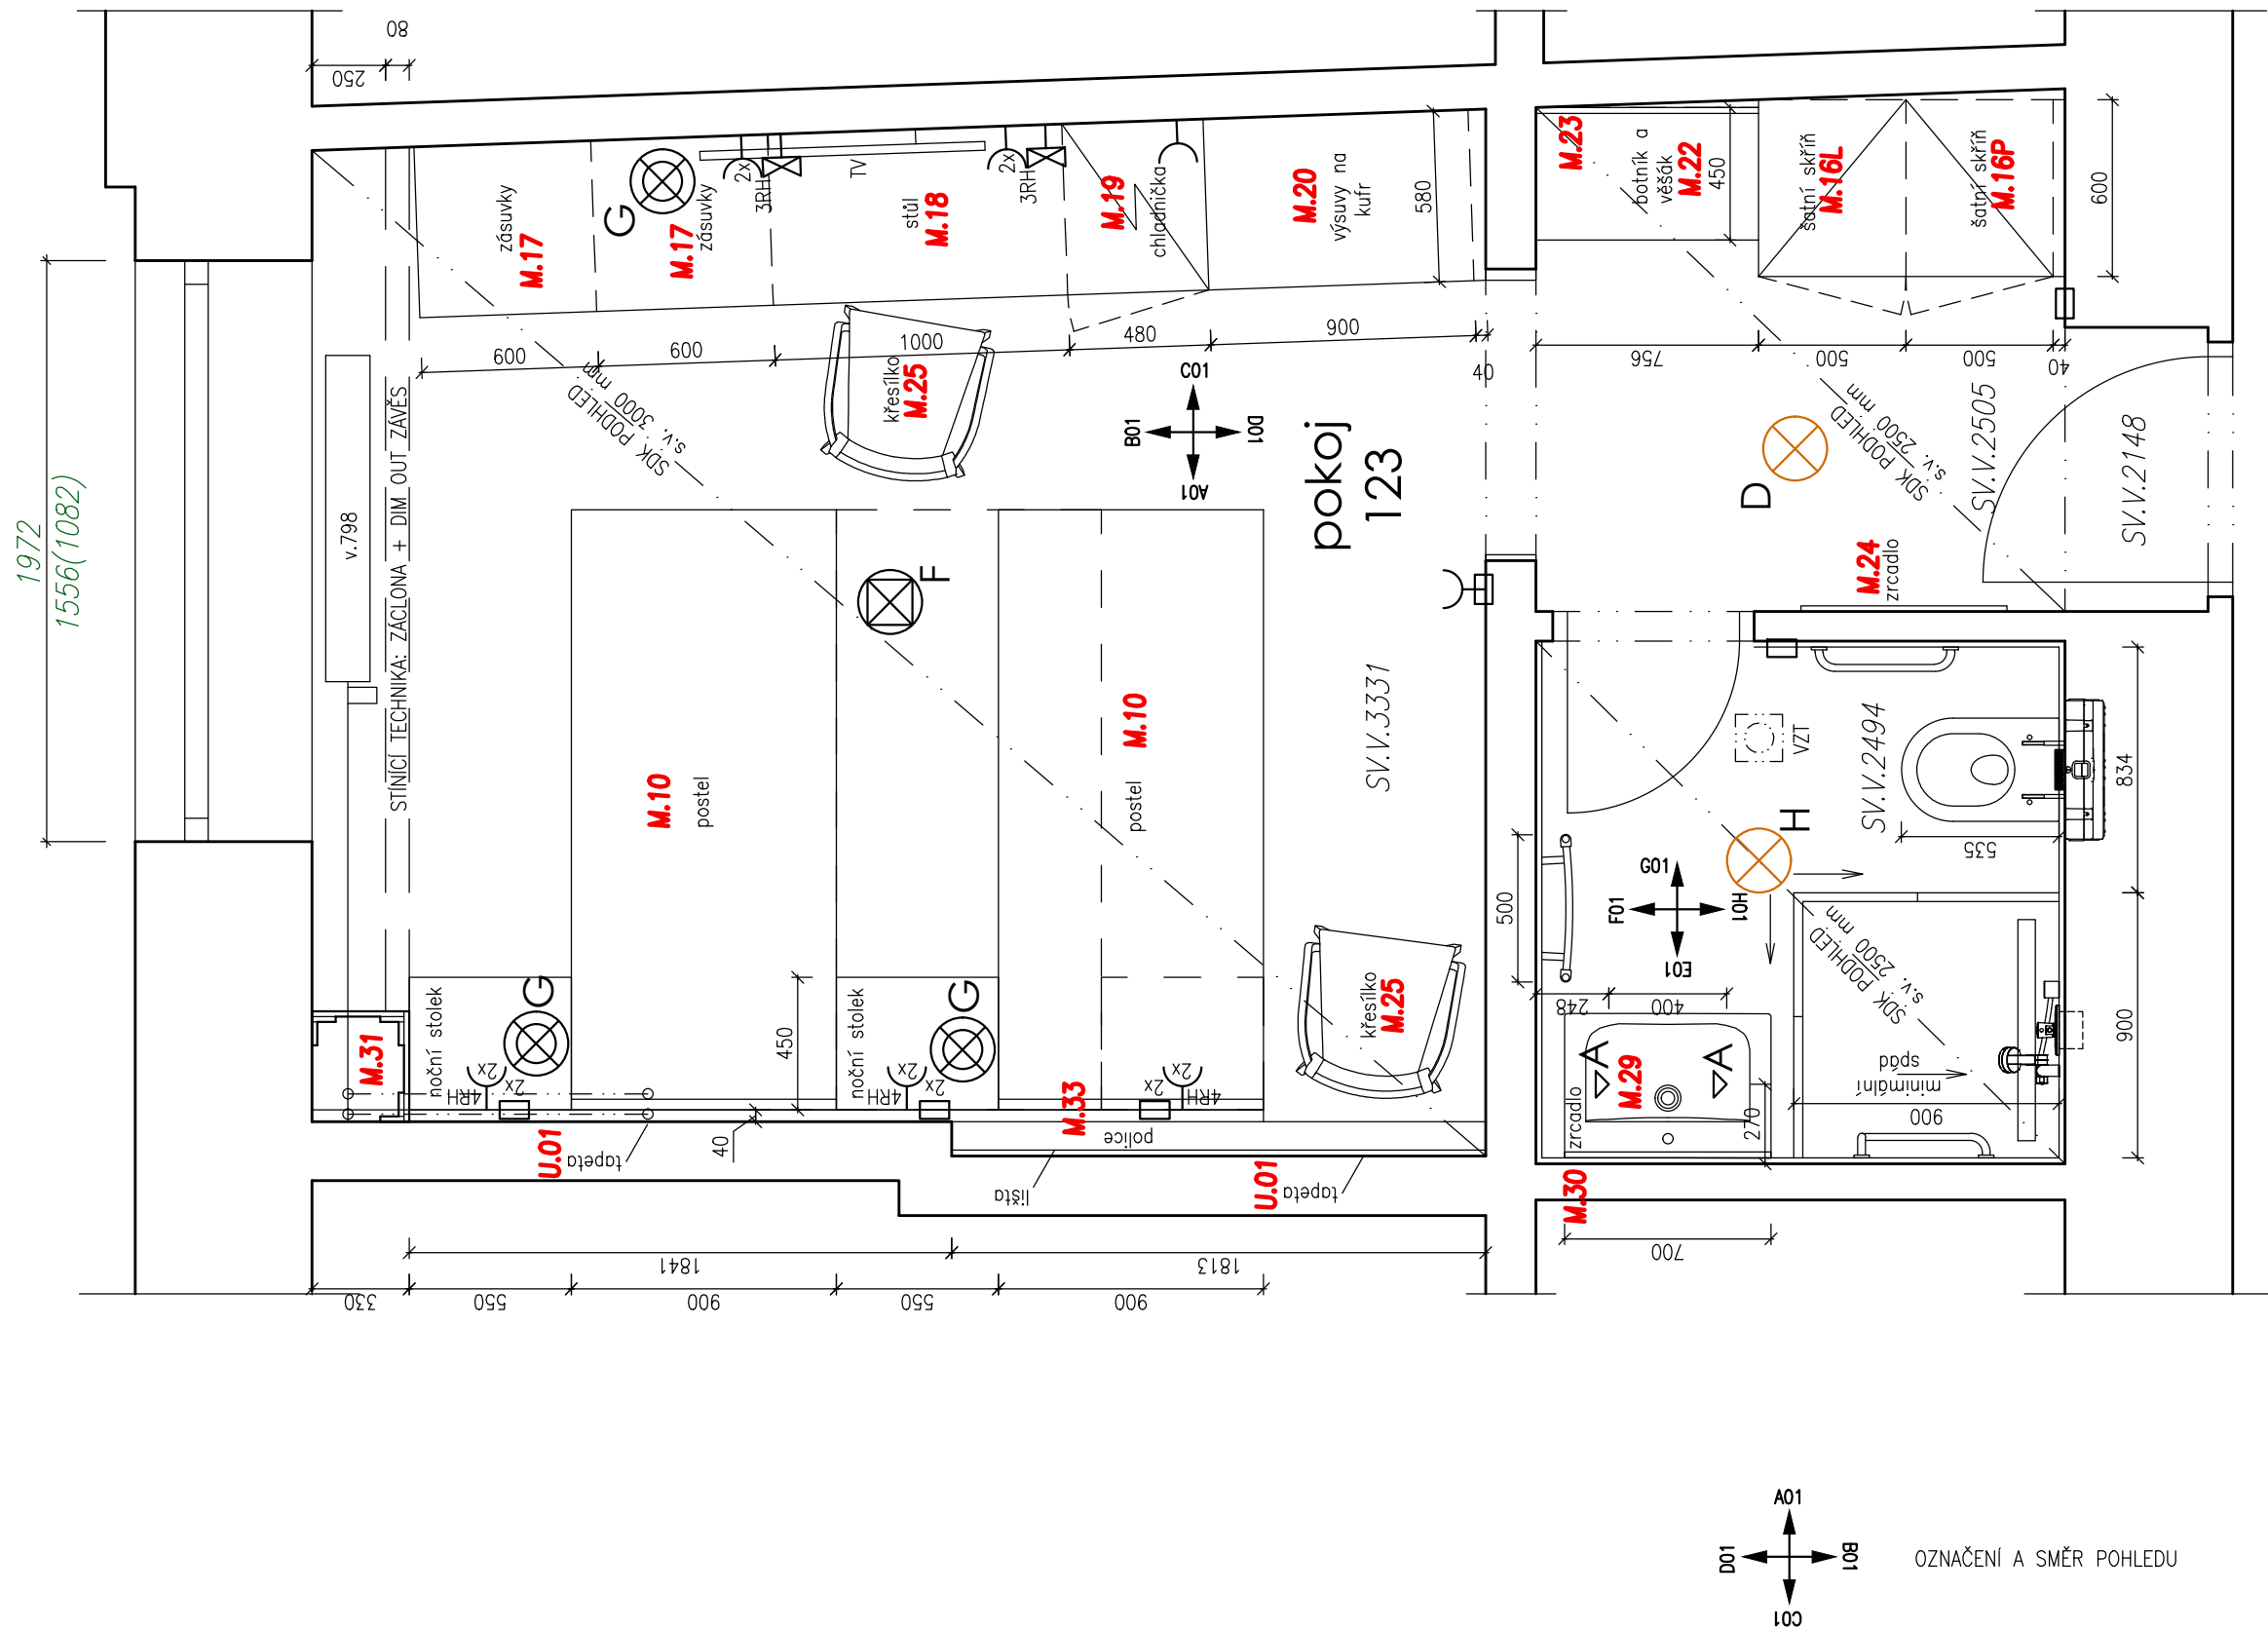 80
250
1972
1556(1082)
v.798
STÍNÍCÍ TECHNIKA: ZÁCLONA + DIM OUT ZÁVĚS
zásuvky
M.17
G
M.17
zásuvky
2x
3RH
TV
stůl
M.18
2x
3RH
M.19
chladnička
M.20
výsuvy na
kufr
580
600
600
1000
480
900
40
SDK PODHLED
s.v. 3000 mm
křesílko
M.25
C01
B01
D01
A01
pokoj
123
F
M.10
postel
M.10
postel
SV.V.3331
M.23
botník a
věšák
M.22
450
šatní skříň
M.16L
šatní skříň
M.16P
600
756
500
500
40
D
SDK PODHLED
s.v. 2500 mm
SV.V.2505
SV.V.2148
M.24
zrcadlo
VZT
SV.V.2494
834
535
H
G01
F01
H01
E01
500
248
400
SDK PODHLED
s.v. 2500 mm
900
minimální
spád
900
A
A
M.29
zrcadlo
270
M.30
700
M.31
noční stolek
G
2x
4RH
2x
450
noční stolek
G
2x
4RH
2x
M.33
2x
2x
4RH
křesílko
M.25
police
U.01
tapeta
40
lišta
U.01
tapeta
1841
1813
330
550
900
550
900
A01
D01
B01
C01
OZNAČENÍ A SMĚR POHLEDU